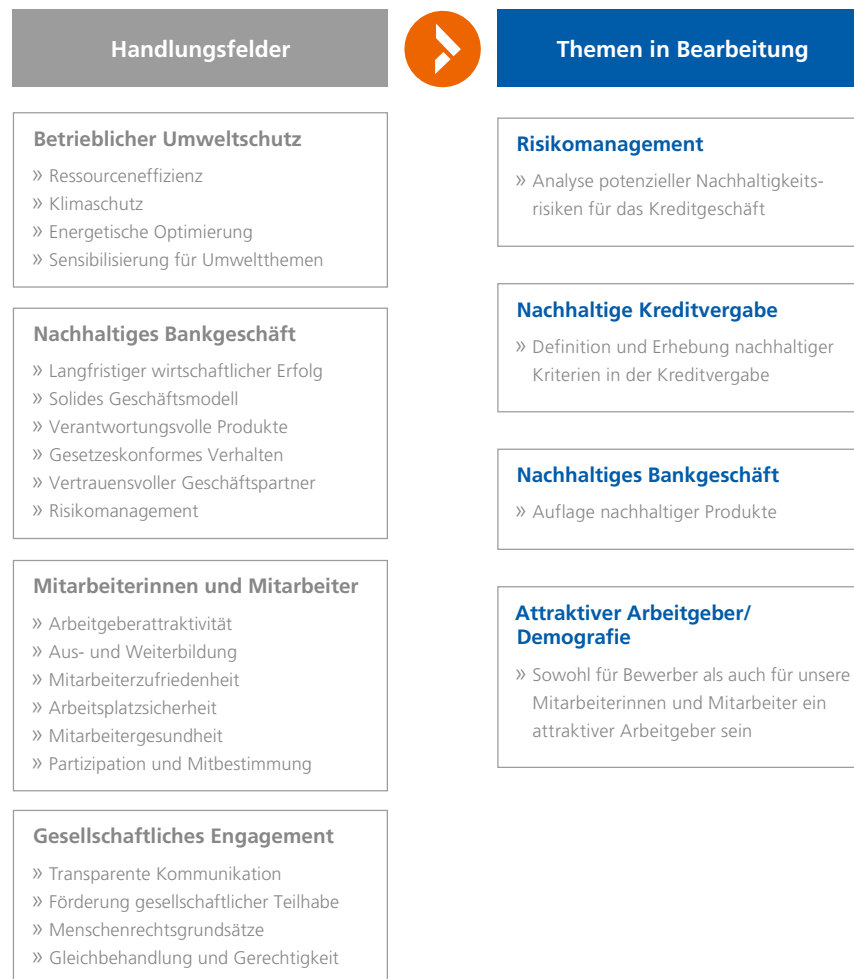 Handlungsfelder
Betrieblicher Umweltschutz
» Ressourceneffizienz
» Klimaschutz
» Energetische Optimierung
» Sensibilisierung für Umweltthemen
Nachhaltiges Bankgeschäft
» Langfristiger wirtschaftlicher Erfolg
» Solides Geschäftsmodell
» Verantwortungsvolle Produkte
» Gesetzeskonformes Verhalten
» Vertrauensvoller Geschäftspartner
» Risikomanagement
Mitarbeiterinnen und Mitarbeiter
» Arbeitgeberattraktivität
» Aus- und Weiterbildung
» Mitarbeiterzufriedenheit
» Arbeitsplatzsicherheit
» Mitarbeitergesundheit
» Partizipation und Mitbestimmung
Gesellschaftliches Engagement
» Transparente Kommunikation
» Förderung gesellschaftlicher Teilhabe
» Menschenrechtsgrundsätze
» Gleichbehandlung und Gerechtigkeit
Themen in Bearbeitung
Risikomanagement
» Analyse potenzieller Nachhaltigkeits-
risiken für das Kreditgeschäft
Nachhaltige Kreditvergabe
» Definition und Erhebung nachhaltiger
Kriterien in der Kreditvergabe
Nachhaltiges Bankgeschäft
» Auflage nachhaltiger Produkte
Attraktiver Arbeitgeber/
Demografie
» Sowohl für Bewerber als auch für unsere
Mitarbeiterinnen und Mitarbeiter ein
attraktiver Arbeitgeber sein